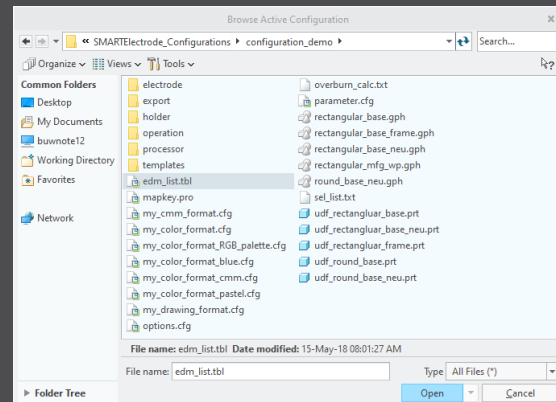 Browse Active Configuration
SMARTElectrode_Configurations configuration_demo Search...
Organize Views Tools
Common Folders
Desktop
My Documents
buwnote12
Working Directory
Favorites
Network
electrode
export
holder
operation
processor
templates
edm_list.tbl
mapkey.pro
my_cmm_format.cfg
my_color_format.cfg
my_color_format_RGB_palette.cfg
my_color_format_blue.cfg
my_color_format_cmm.cfg
my_color_format_pastel.cfg
my_drawing_format.cfg
options.cfg
overburn_calc.txt
parameter.cfg
rectangular_base.gph
rectangular_base_frame.gph
rectangular_base_neu.gph
rectangular_mfg_wp.gph
round_base_neu.gph
sel_list.txt
udf_rectangluar_base.prt
udf_rectangluar_base_neu.prt
udf_rectangluar_frame.prt
udf_round_base.prt
udf_round_base_neu.prt
File name: edm_list.tbl Date modified: 15-May-18 08:01:27 AM
File name: edm_list.tbl Type All Files (*)
Folder Tree Open Cancel